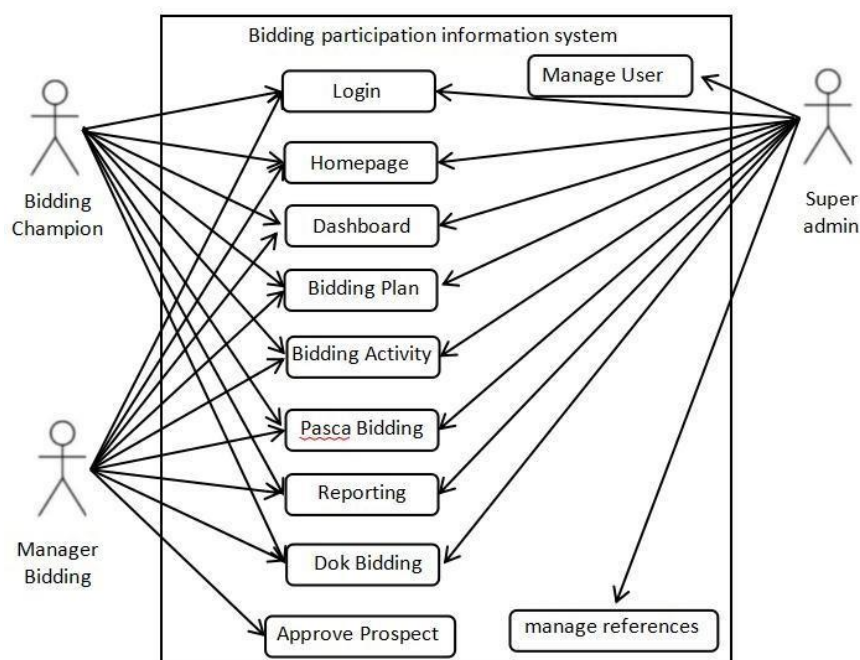 Bidding participation information system
Manage User
Login
Homepage
Dashboard
Bidding Plan
Bidding Activity
Pasca Bidding
Reporting
Dok Bidding
Approve Prospect
manage references
Bidding
Champion
Manager
Bidding
Super
admin